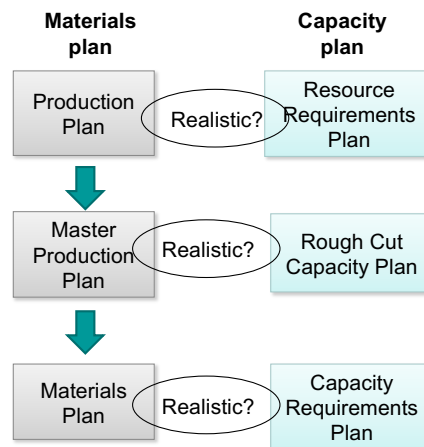 Materials
plan
Capacity
plan
Production
Plan
Realistic?
Resource
Requirements
Plan
Master
Production
Plan
Realistic?
Rough Cut
Capacity Plan
Materials
Plan
Realistic?
Capacity
Requirements
Plan